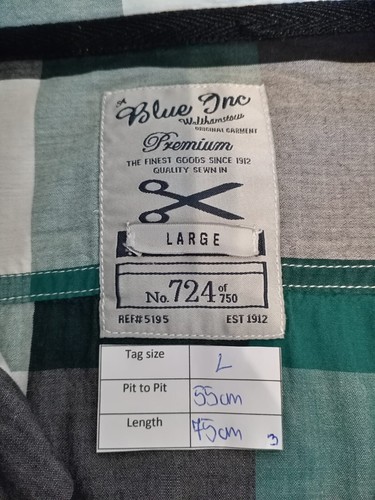 A Blue Inc
Walthamstow
ORIGINAL GARMENT
Premium
THE FINEST GOODS SINCE 1912
QUALITY SEWN IN
LARGE
No. 724 of 750
REF# 5195 EST 1912
Tag size L
Pit to Pit 55cm
Length 75cm 3